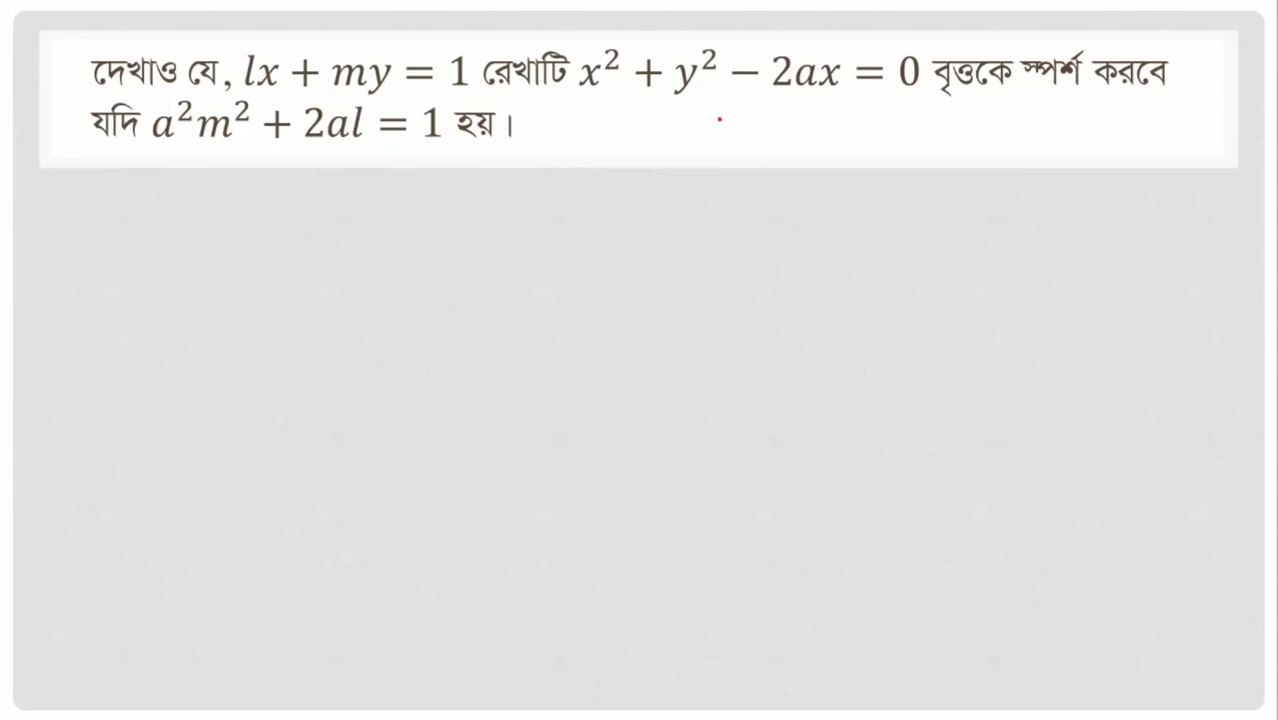 দেখাও যে, lx + my = 1 রেখাটি x² + y² − 2ax = 0 বৃত্তকে স্পর্শ করবে
যদি a²m² + 2al = 1 হয়।